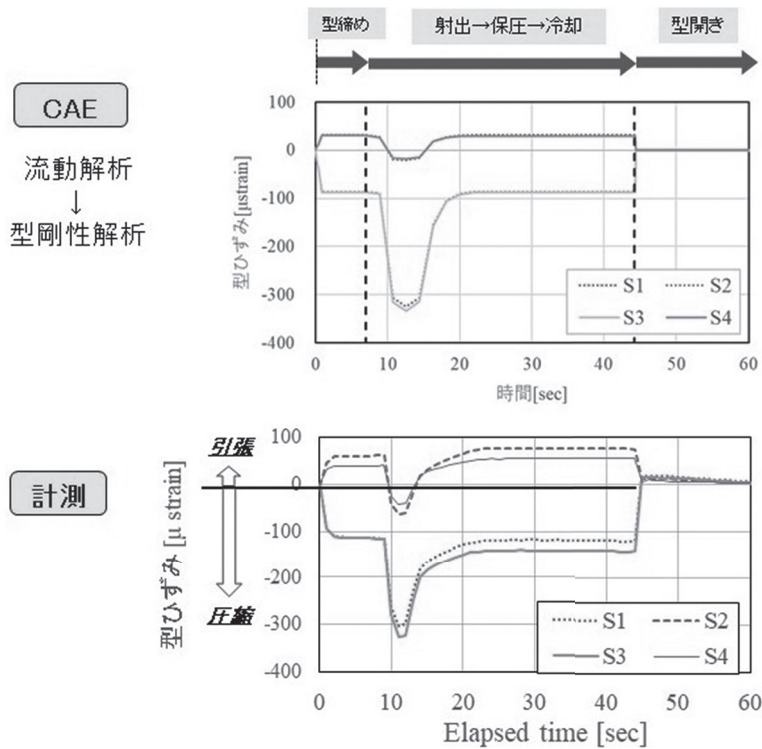 型締め
射出→保圧→冷却
型開き
CAE
流動解析
↓
型剛性解析
型ひずみ[μstrain]
100
0
-100
-200
-300
-400
S1
S2
S3
S4
0
10
20
30
40
50
60
時間[sec]
計測
引張
圧縮
型ひずみ [μ strain]
100
0
-100
-200
-300
-400
S1
S2
S3
S4
0
10
20
30
40
50
60
Elapsed time [sec]